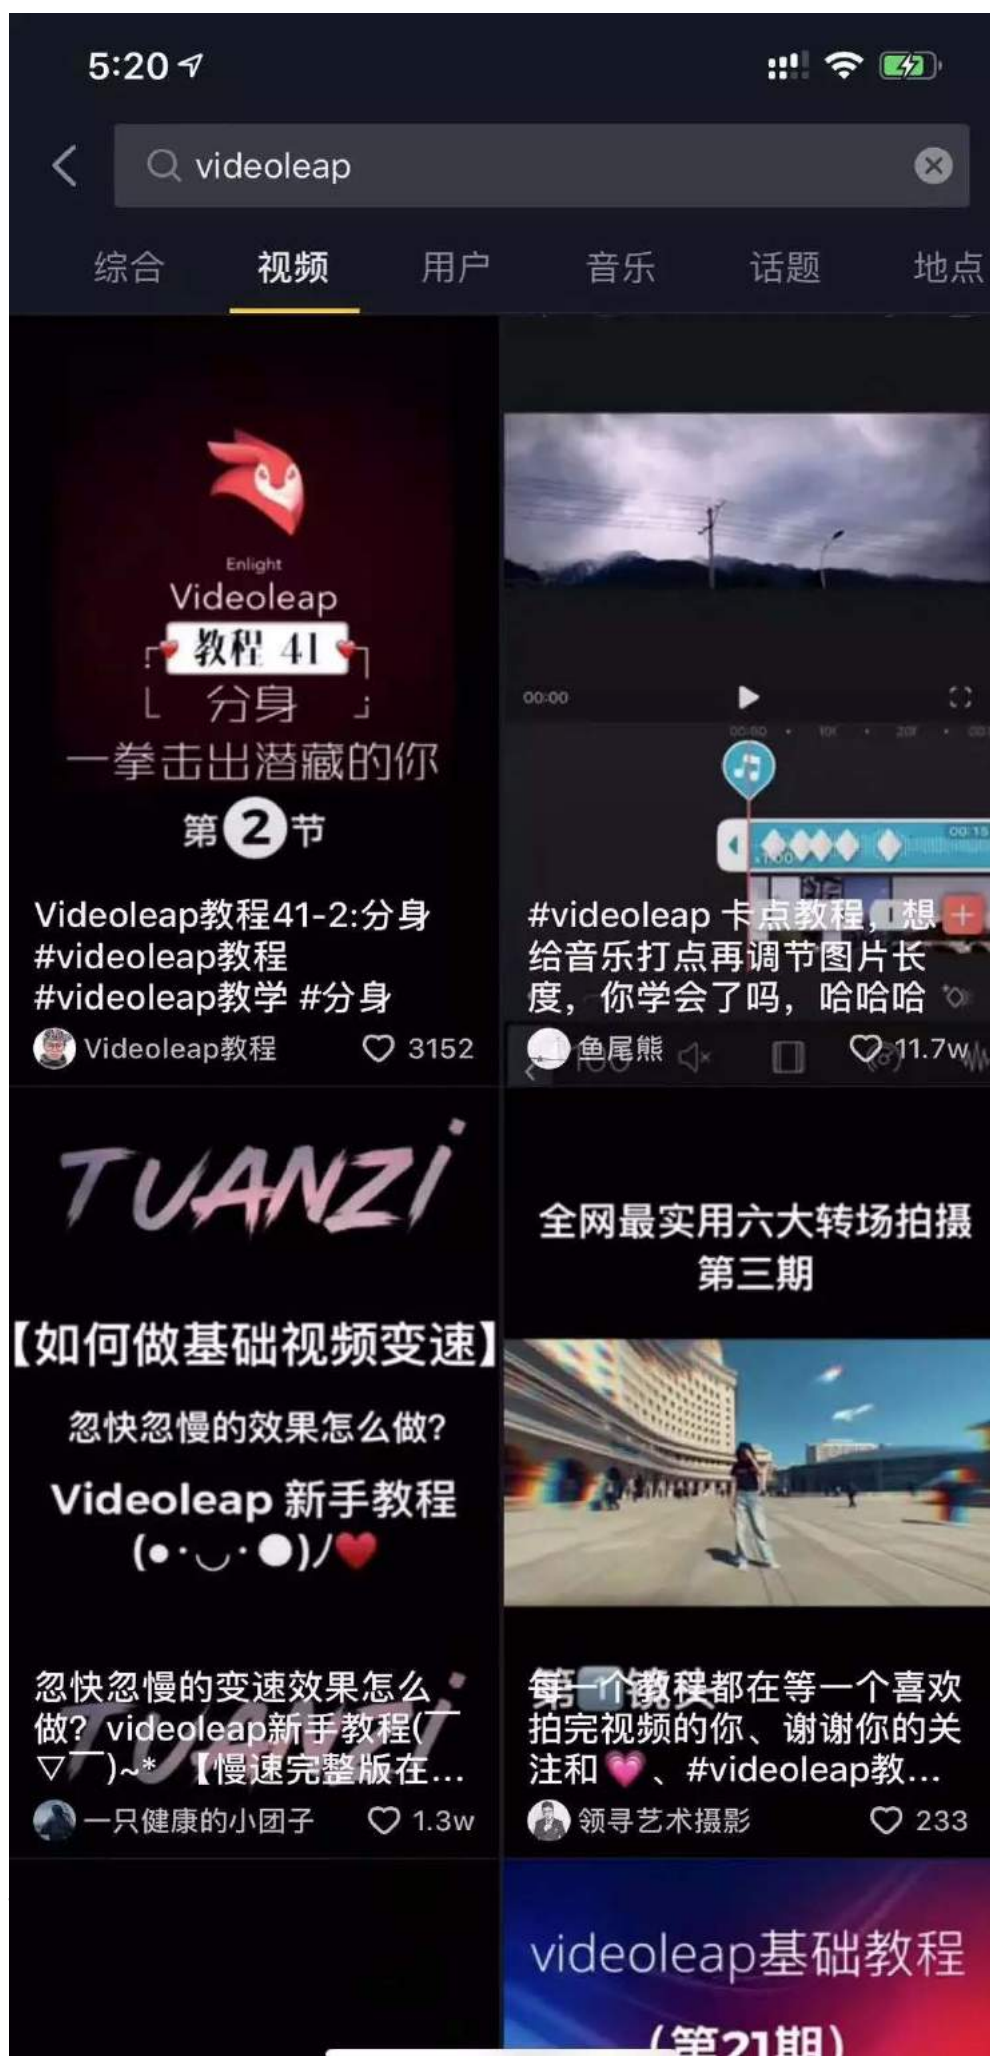 5:20
videoleap
综合 视频 用户 音乐 话题 地点
Enlight
Videoleap
教程 41
分身
一拳击出潜藏的你
第2节
Videoleap教程41-2:分身
#videoleap教程
#videoleap教学 #分身
Videoleap教程 3152
00:00
00:15
x1.00
#videoleap 卡点教程，想
给音乐打点再调节图片长
度，你学会了吗，哈哈哈
鱼尾熊 11.7w
TUANZI
【如何做基础视频变速】
忽快忽慢的效果怎么做?
Videoleap 新手教程
(●·◡·●)ﾉ♥
忽快忽慢的变速效果怎么
做? videoleap新手教程(￣
▽￣)~* 【慢速完整版在...
一只健康的小团子 1.3w
全网最实用六大转场拍摄
第三期
每一个教程都在等一个喜欢
拍完视频的你、谢谢你的关
注和💗、#videoleap教...
领寻艺术摄影 233
videoleap基础教程
（第21期）